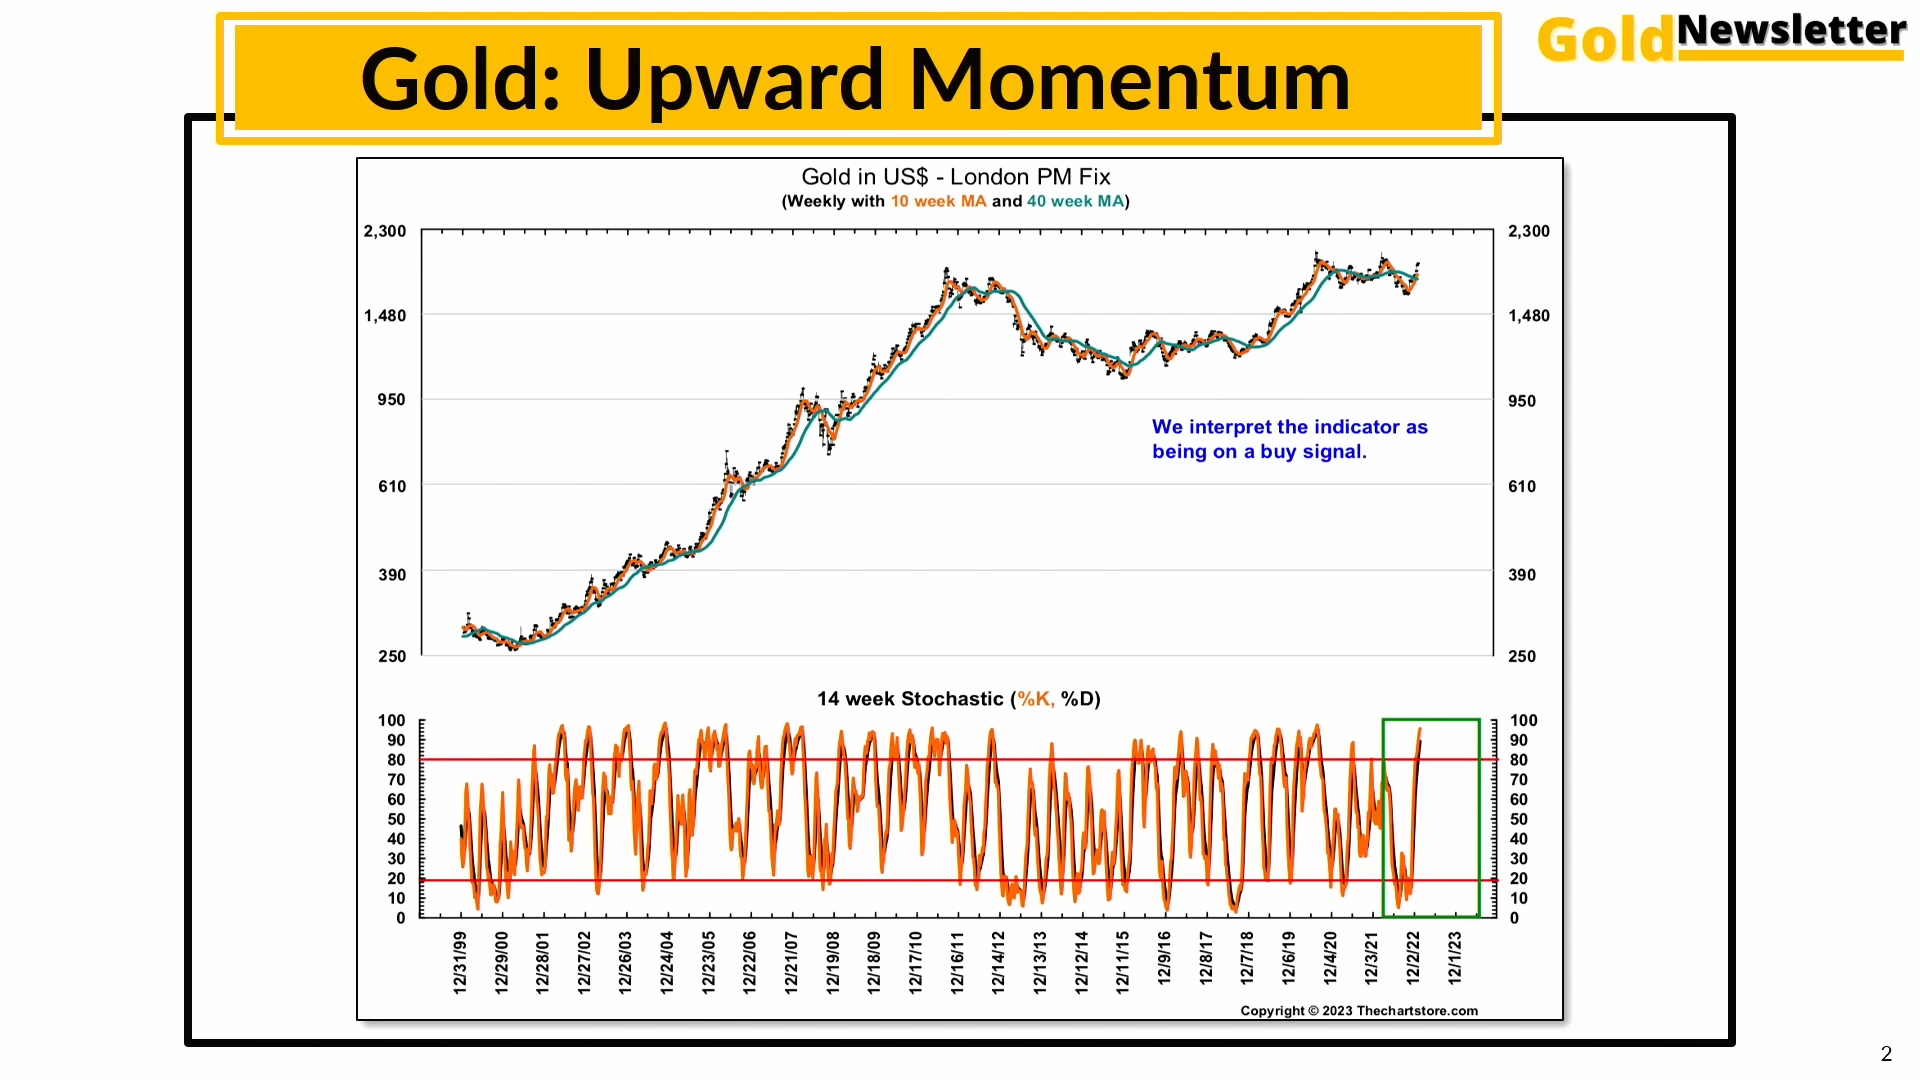 Gold: Upward Momentum
GoldNewsletter
Gold in US$ - London PM Fix
(Weekly with 10 week MA and 40 week MA)
2,300 2,300
1,480 1,480
950 950
We interpret the indicator as
being on a buy signal.
610 610
390 390
250 250
14 week Stochastic (%K, %D)
100 100
90 90
80 80
70 70
60 60
50 50
40 40
30 30
20 20
10 10
0 0
12/31/99 12/29/00 12/28/01 12/27/02 12/26/03 12/24/04 12/23/05 12/22/06 12/21/07 12/19/08 12/18/09 12/17/10 12/16/11 12/14/12 12/13/13 12/12/14 12/11/15 12/9/16 12/8/17 12/7/18 12/6/19 12/4/20 12/3/21 12/2/22 12/1/23
Copyright © 2023 Thechartstore.com
2